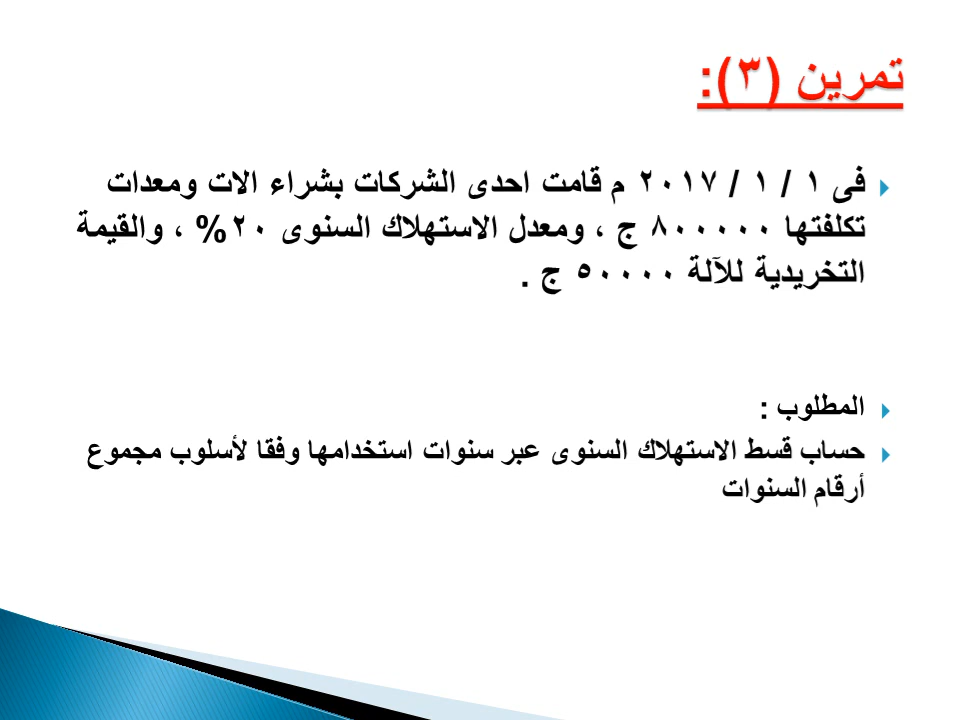 تمرين (٣):
فى ١ / ١ / ٢٠١٧ م قامت احدى الشركات بشراء الات ومعدات
تكلفتها ٨٠٠٠٠٠ ج ، ومعدل الاستهلاك السنوى ٢٠% ، والقيمة
التخريدية للآلة ٥٠٠٠٠ ج .
المطلوب :
حساب قسط الاستهلاك السنوى عبر سنوات استخدامها وفقا لأسلوب مجموع
أرقام السنوات